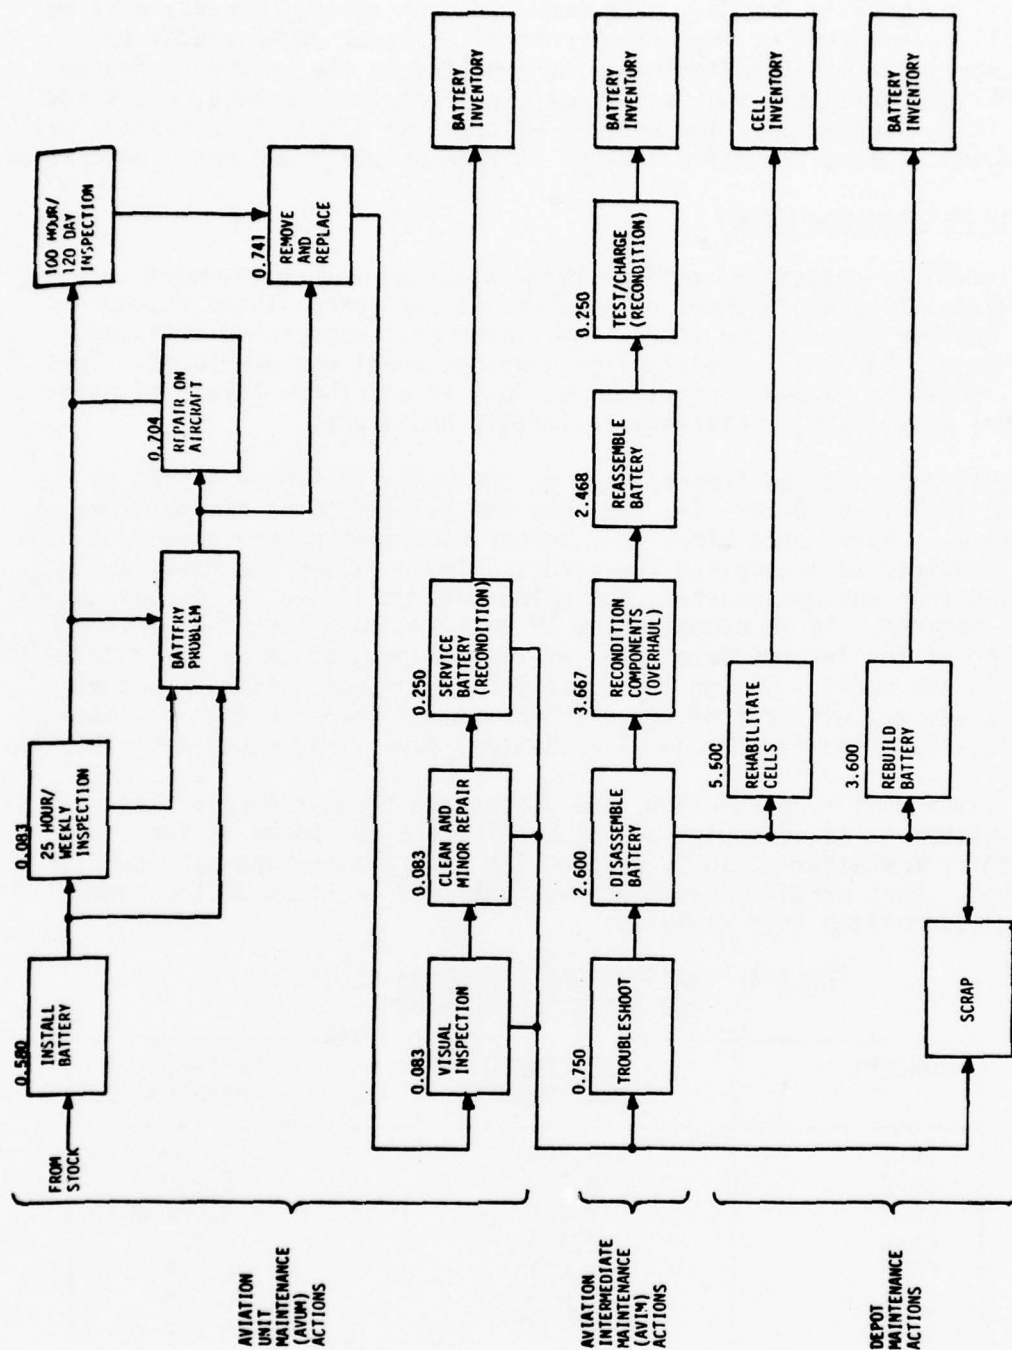 AVIATION
UNIT
MAINTENANCE
(AVUM)
ACTIONS
FROM
STOCK
0.580
INSTALL
BATTERY
0.083
25 HOUR/
WEEKLY
INSPECTION
BATTERY
PROBLEM
0.704
REPAIR ON
AIRCRAFT
100 HOUR/
120 DAY
INSPECTION
0.741
REMOVE
AND
REPLACE
0.083
VISUAL
INSPECTION
0.083
CLEAN AND
MINOR REPAIR
0.250
SERVICE
BATTERY
(RECONDITION)
BATTERY
INVENTORY
AVIATION
INTERMEDIATE
MAINTENANCE
(AVIM)
ACTIONS
0.750
TROUBLESHOOT
2.600
DISASSEMBLE
BATTERY
3.667
RECONDITION
COMPONENTS
(OVERHAUL)
2.468
REASSEMBLE
BATTERY
0.250
TEST/CHARGE
(RECONDITION)
BATTERY
INVENTURY
DEPOT
MAINTENANCE
ACTIONS
5.500
REHABILITATE
CELLS
CELL
INVENTORY
3.600
REBUILD
BATTERY
BATTERY
INVENTORY
SCRAP